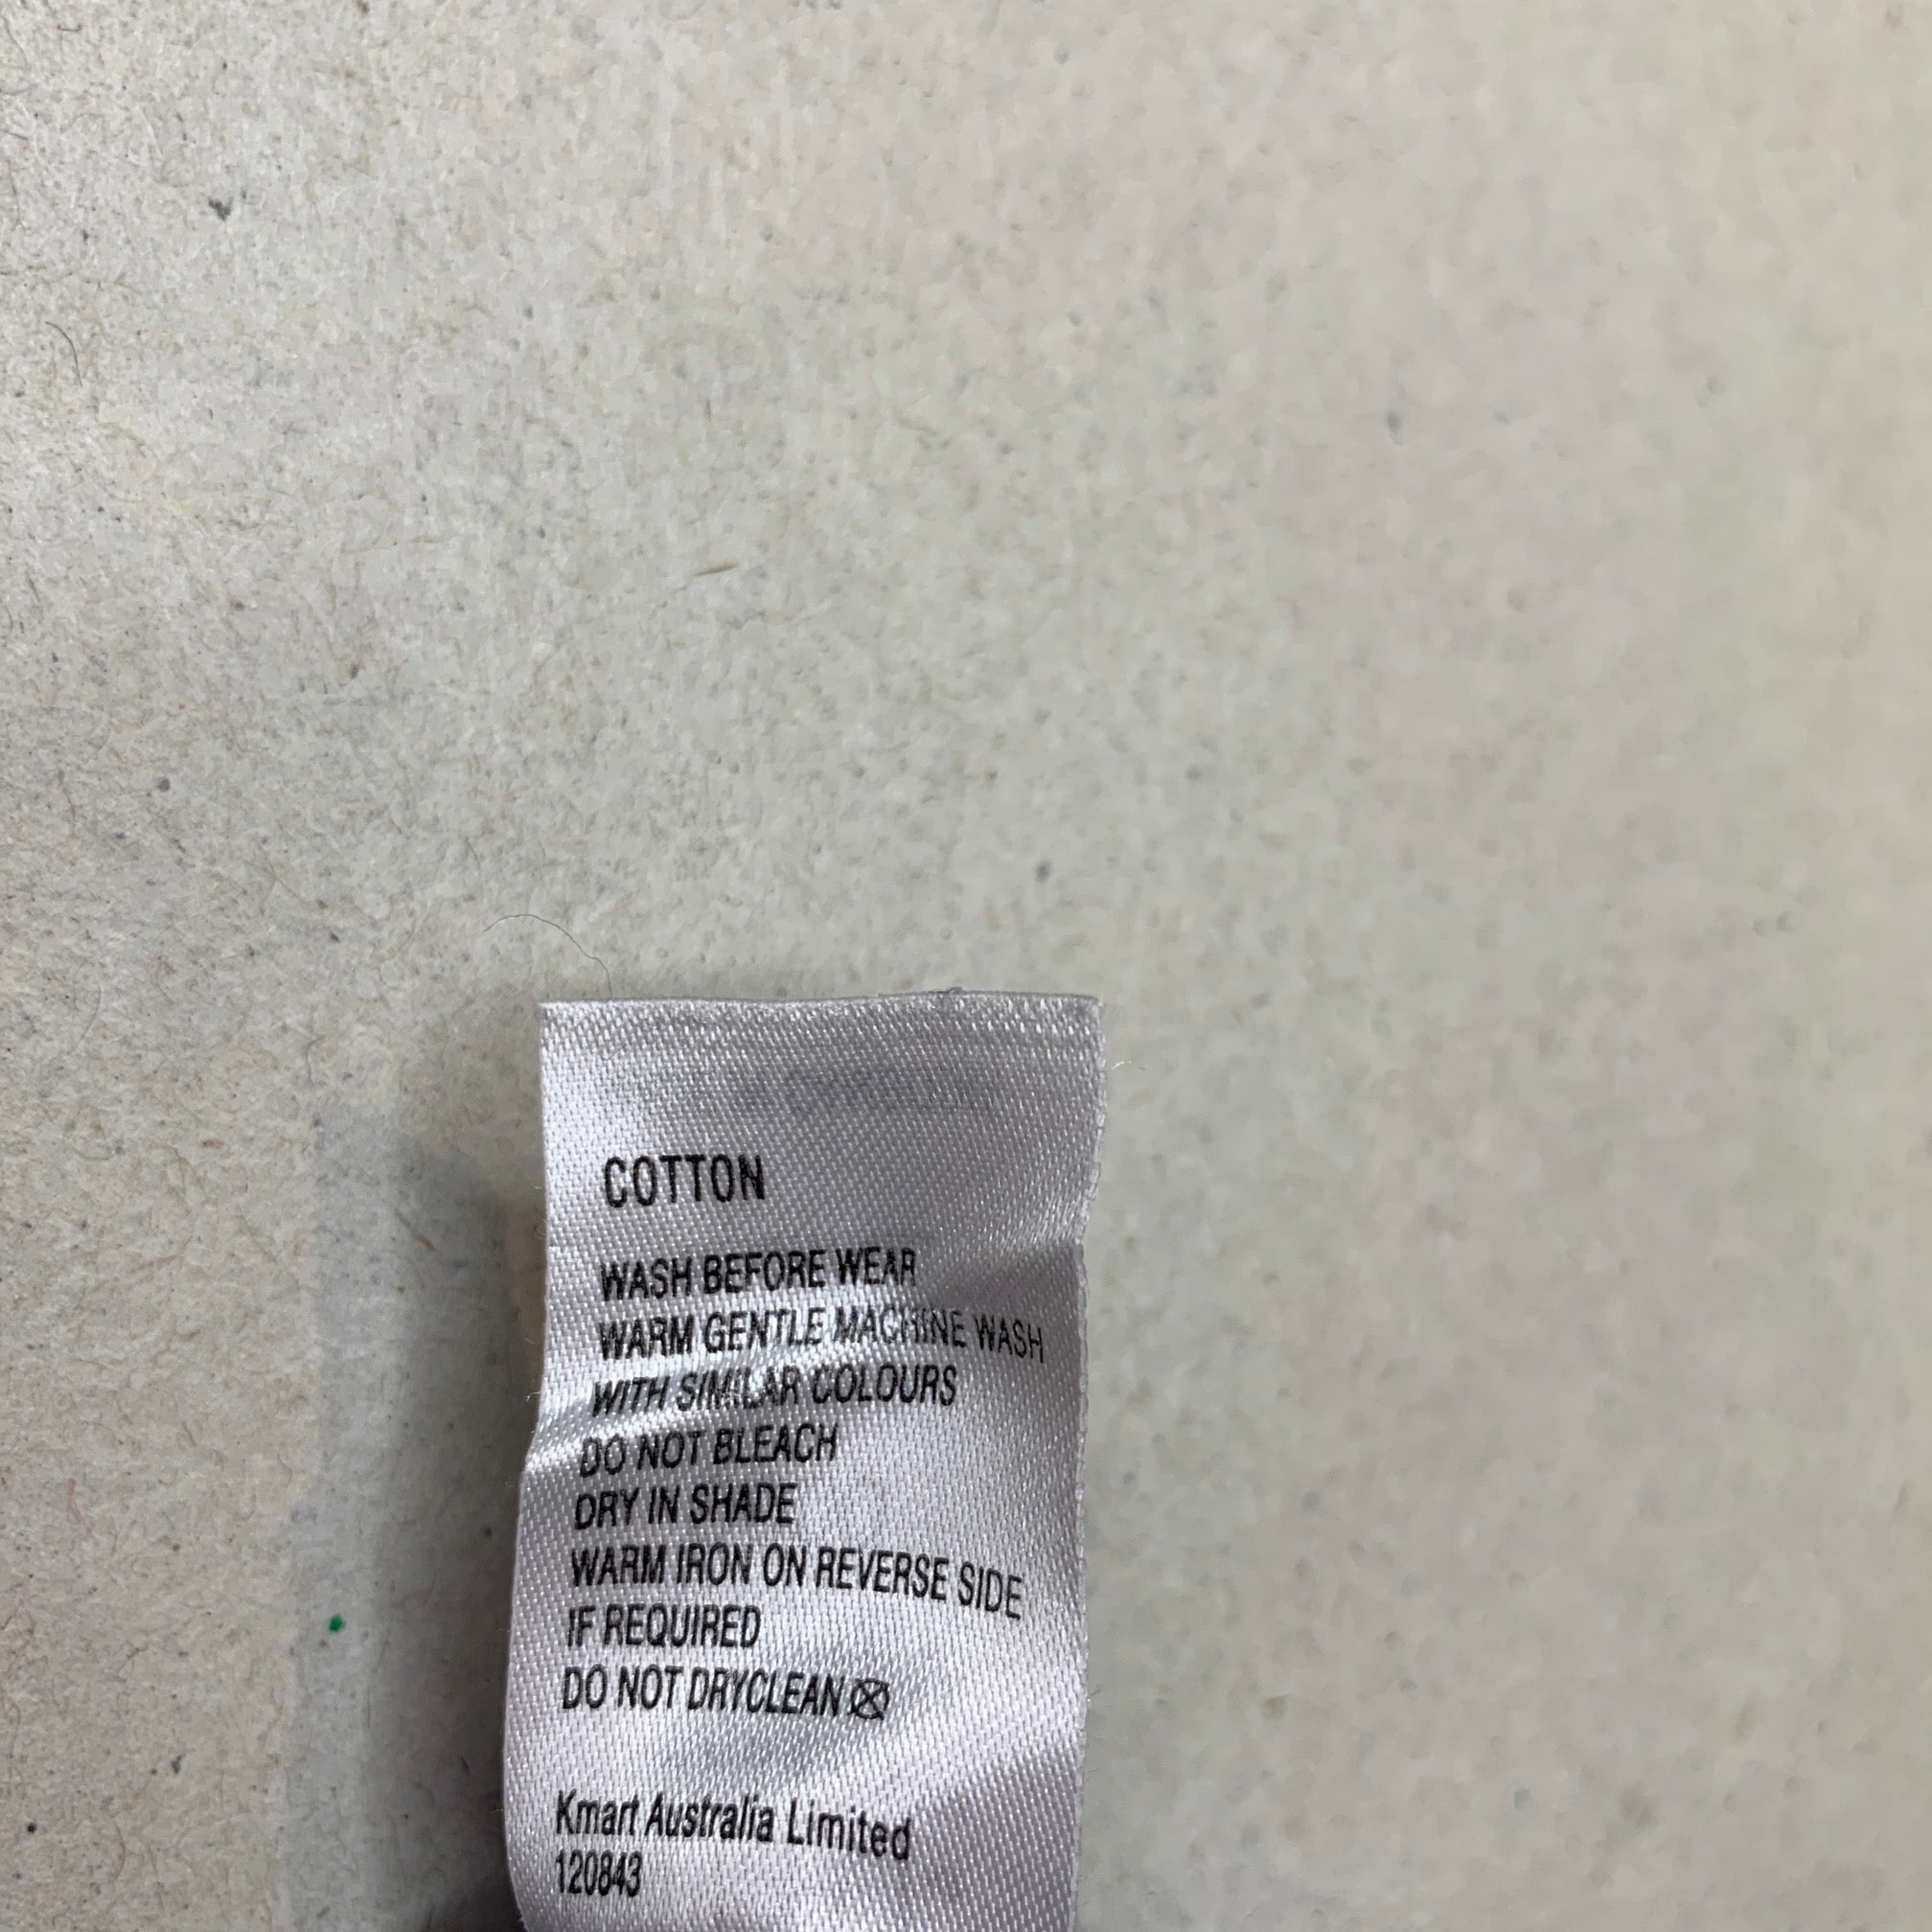 COTTON
WASH BEFORE WEAR
WARM GENTLE MACHINE WASH
WITH SIMILAR COLOURS
DO NOT BLEACH
DRY IN SHADE
WARM IRON ON REVERSE SIDE
IF REQUIRED
DO NOT DRYCLEAN
Kmart Australia Limited
120843